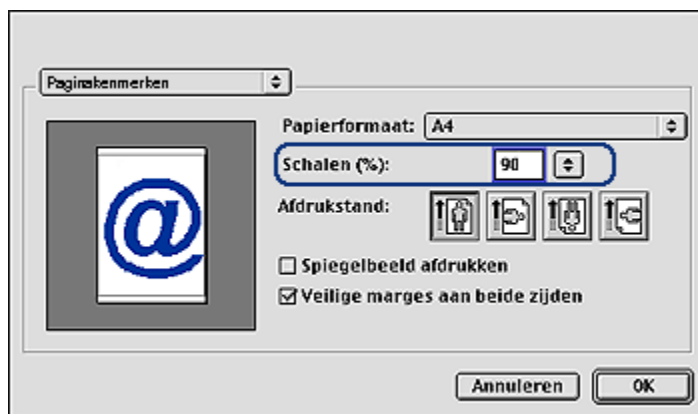 Paginakenmerken
Papierformaat: A4
Schalen (%): 90
Afdrukstand:
@
Spiegelbeeld afdrukken
Veilige marges aan beide zijden
Annuleren OK